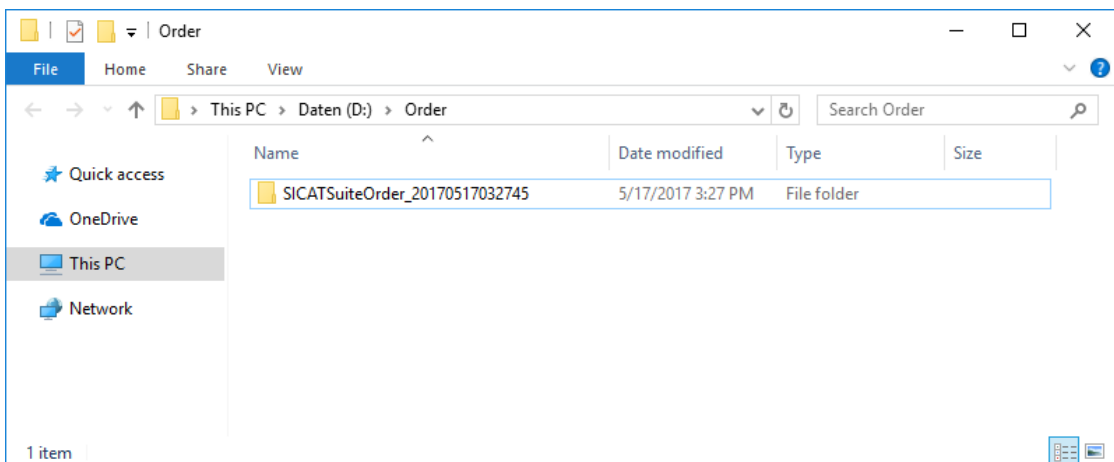 Order
File Home Share View
This PC > Daten (D:) > Order
Search Order
Name Date modified Type Size
Quick access
SICATSuiteOrder_20170517032745 5/17/2017 3:27 PM File folder
OneDrive
This PC
Network
1 item